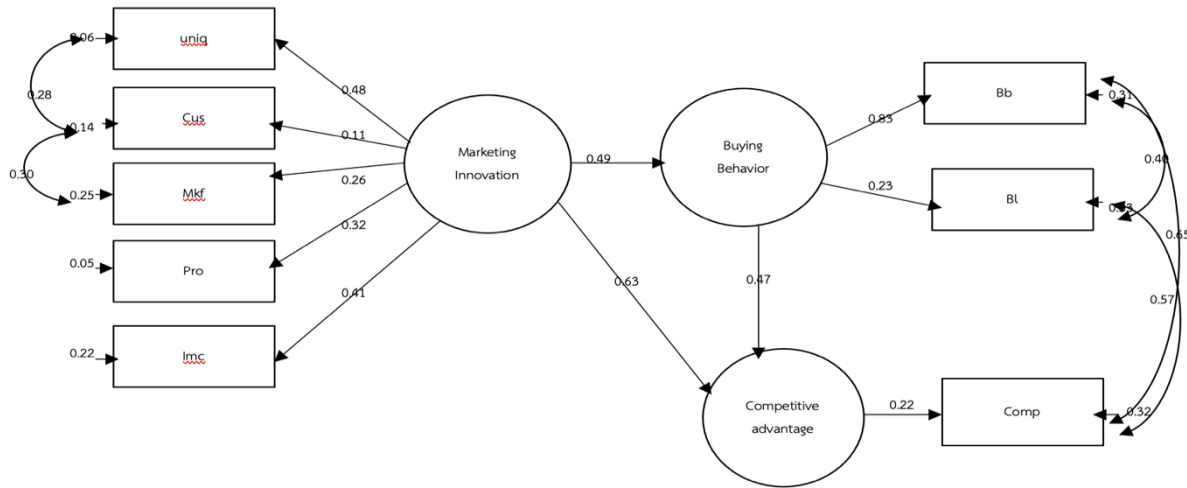 uniq
Cus
Mkf
Pro
Imc
0.06
0.14
0.25
0.05
0.22
0.28
0.30
0.48
0.11
0.26
0.32
0.41
Marketing
Innovation
0.49
0.63
Buying
Behavior
0.47
Competitive
advantage
0.83
0.23
0.22
Bb
Bl
Comp
0.31
0.32
0.40
0.65
0.57